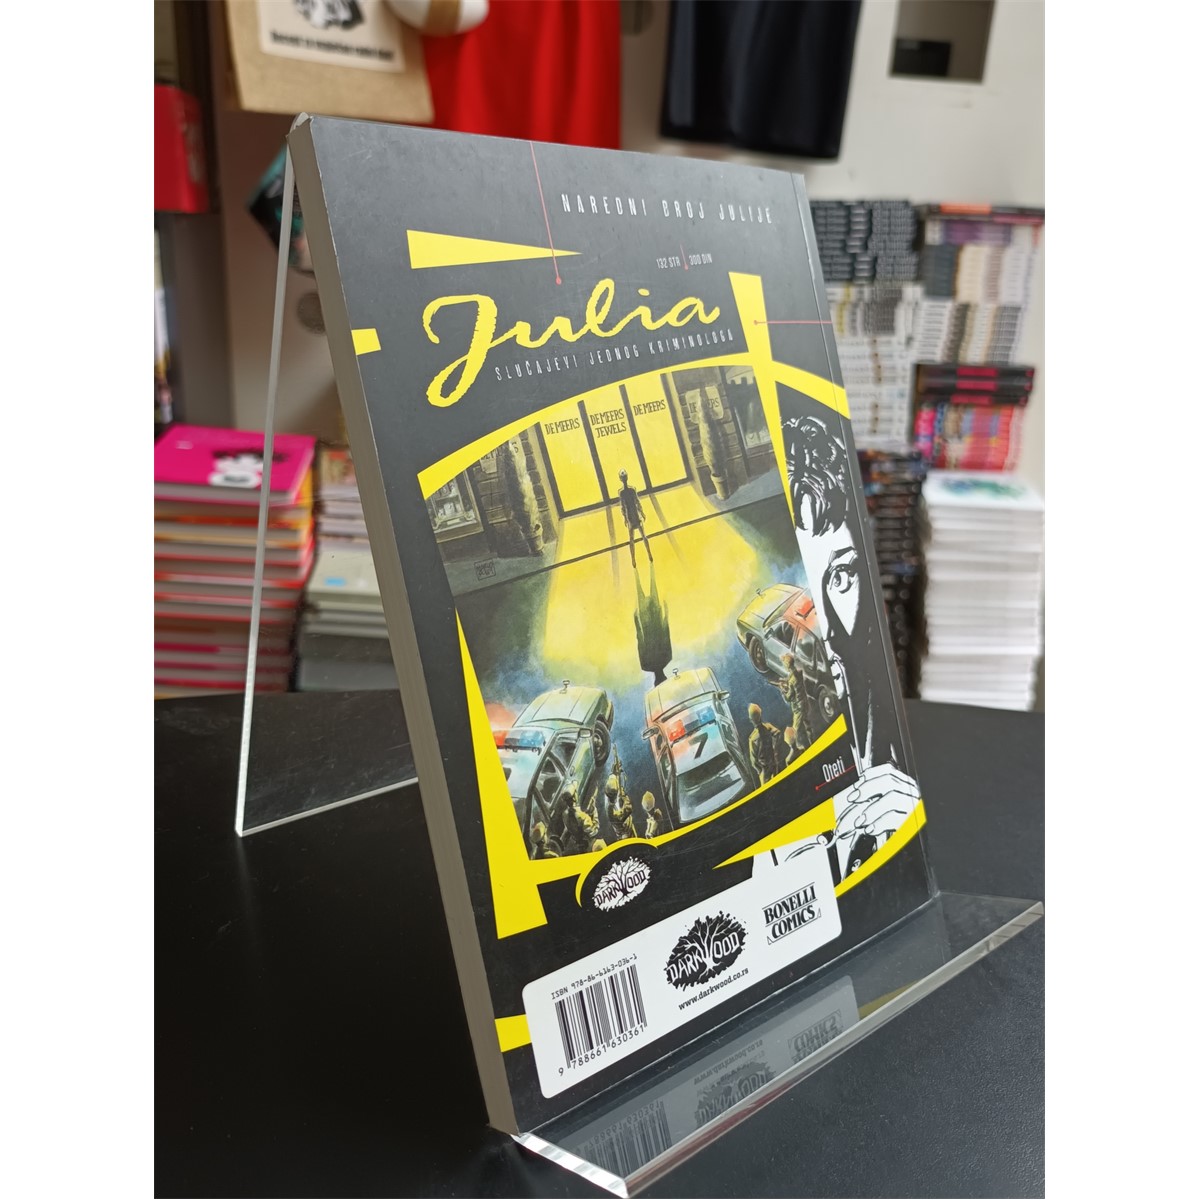 NAREDNI BROJ JULIJE
132 STR 300 DIN
Julia
SLUČAJEVI JEDNOG KRIMINOLOGA
DEMEERS
DEMEERS JEWELS
DEMEERS
Oteti
DARKWOOD
ISBN 978-86-6163-036-1
9 788661 630361
DARKWOOD
www.darkwood.co.rs
BONELLI
COMICS
7